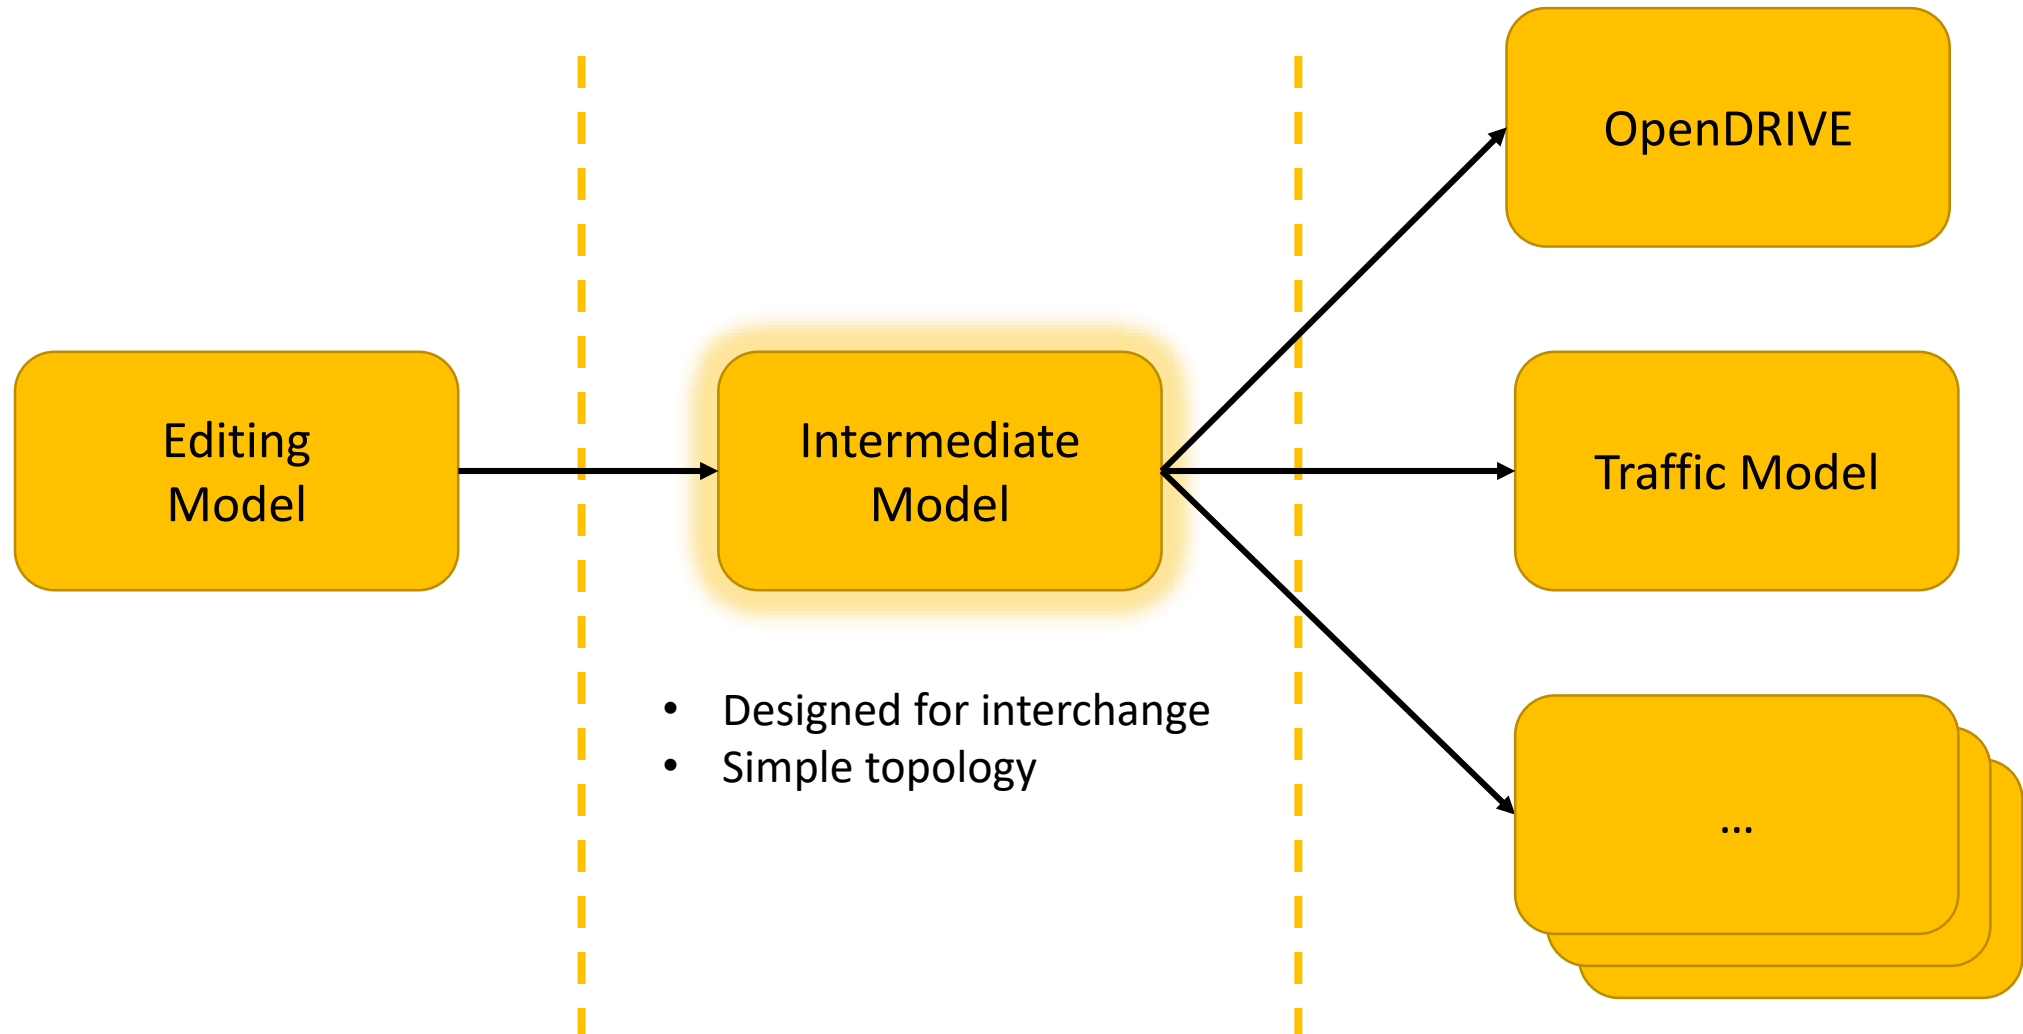 OpenDRIVE
Editing
Model
Intermediate
Model
Traffic Model
• Designed for interchange
• Simple topology
...